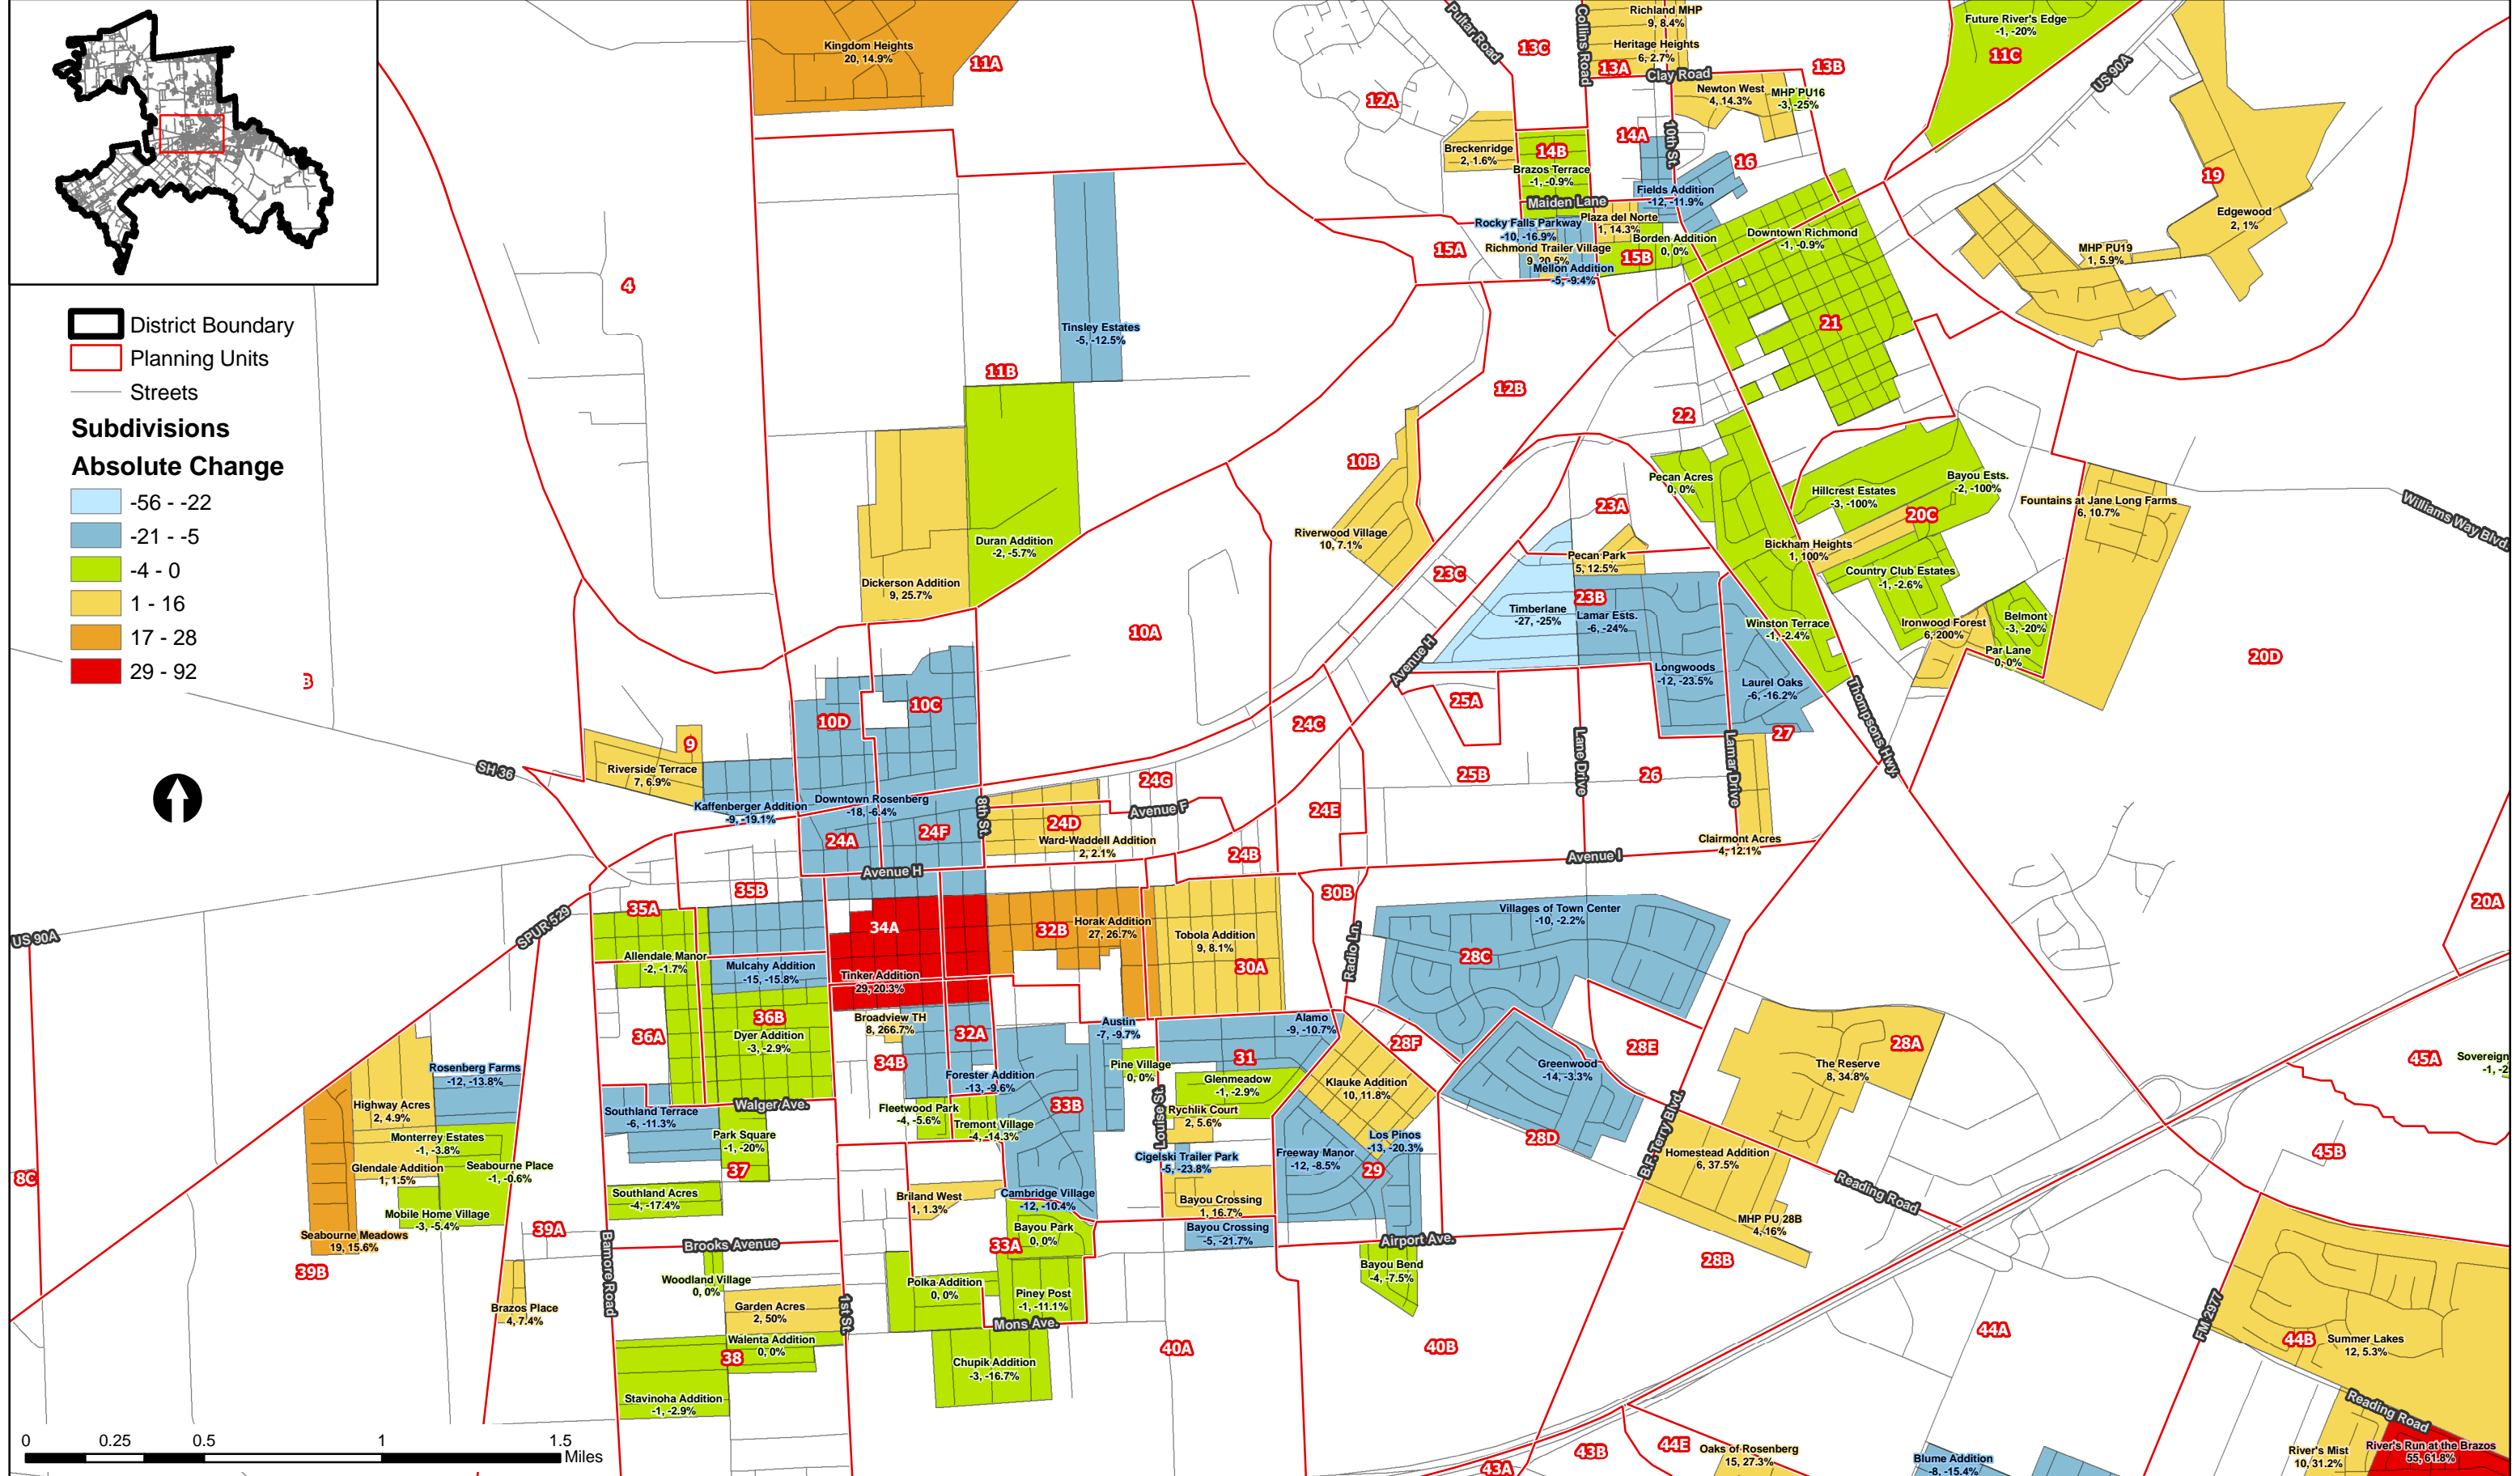 District Boundary
Planning Units
Streets
Subdivisions
Absolute Change
-56 - -22
-21 - -5
-4 - 0
1 - 16
17 - 28
29 - 92
Kingdom Heights
20, 14.9%
11A
Pultar Road
13C
Collins Road
Richland MHP
9, 8.4%
Heritage Heights
6, 2.7%
13A
Clay Road
13B
Future River's Edge
-1, -20%
11C
US 90A
12A
Newton West
4, 14.3%
MHP PU16
-3, -25%
Breckenridge
2, 1.6%
14B
Brazos Terrace
-1, -0.9%
14A
10th St.
16
Fields Addition
-12, -11.9%
Maiden Lane
Rocky Falls Parkway
-10, -16.9%
Plaza del Norte
1, 14.3%
Richmond Trailer Village
9, 20.5%
Borden Addition
0, 0%
15A
15B
Mellon Addition
-5, -9.4%
Downtown Richmond
-1, -0.9%
19
Edgewood
2, 1%
MHP PU19
1, 5.9%
4
Tinsley Estates
-5, -12.5%
21
11B
12B
22
10B
Pecan Acres
0, 0%
23A
Hillcrest Estates
-3, -100%
Bayou Ests.
-2, -100%
20C
Fountains at Jane Long Farms
6, 10.7%
Williams Way Blvd.
Duran Addition
-2, -5.7%
Riverwood Village
10, 7.1%
Bickham Heights
1, 100%
Pecan Park
5, 12.5%
23C
Country Club Estates
-1, -2.6%
Dickerson Addition
9, 25.7%
23B
Timberlane
-27, -25%
Lamar Ests.
-6, -24%
Winston Terrace
-1, -2.4%
Ironwood Forest
6, 200%
Belmont
-3, -20%
Par Lane
0, 0%
10A
Avenue H
20D
B
Longwoods
-12, -23.5%
Laurel Oaks
-6, -16.2%
25A
10D
10C
24C
Thompsons Hwy.
27
9
SH 36
Riverside Terrace
7, 6.9%
24G
25B
Lane Drive
26
Lamar Drive
Kaffenberger Addition
-9, -19.1%
Downtown Rosenberg
-18, -6.4%
8th St.
Avenue F
24E
24D
24A
24F
Ward-Waddell Addition
2, 2.1%
Clairmont Acres
4, 12.1%
24B
Avenue I
Avenue H
35B
30B
20A
35A
SPUR 529
US 90A
34A
32B
Horak Addition
27, 26.7%
Tobola Addition
9, 8.1%
30A
Radio Ln.
Villages of Town Center
-10, -2.2%
28C
Allendale Manor
-2, -1.7%
Mulcahy Addition
-15, -15.8%
Tinker Addition
29, 20.3%
36A
36B
Dyer Addition
-3, -2.9%
Broadview TH
8, 266.7%
32A
Austin
-7, -9.7%
Alamo
-9, -10.7%
28F
28E
28A
34B
31
45A
Sovereign
-1, -2
Rosenberg Farms
-12, -13.8%
Forester Addition
-13, -9.6%
Pine Village
0, 0%
Glenmeadow
-1, -2.9%
Klauke Addition
10, 11.8%
Greenwood
-14, -3.3%
The Reserve
8, 34.8%
Highway Acres
2, 4.9%
Walger Ave.
Southland Terrace
-6, -11.3%
Fleetwood Park
-4, -5.6%
Tremont Village
-4, -14.3%
33B
Louise St.
Rychlik Court
2, 5.6%
B.F. Terry Blvd.
Monterrey Estates
-1, -3.8%
Park Square
-1, -20%
Los Pinos
-13, -20.3%
28D
Glendale Addition
1, 1.5%
Seabourne Place
-1, -0.6%
37
Cigelski Trailer Park
-5, -23.8%
Freeway Manor
-12, -8.5%
29
Homestead Addition
6, 37.5%
45B
8C
Southland Acres
-4, -17.4%
Briland West
1, 1.3%
Cambridge Village
-12, -10.4%
Bayou Crossing
1, 16.7%
Reading Road
Mobile Home Village
-3, -5.4%
39A
Bayou Park
0, 0%
Bayou Crossing
-5, -21.7%
MHP PU 28B
4, 16%
Seabourne Meadows
19, 15.6%
Bamore Road
Brooks Avenue
33A
Airport Ave.
39B
Woodland Village
0, 0%
Polka Addition
0, 0%
Piney Post
-1, -11.1%
Bayou Bend
-4, -7.5%
28B
Brazos Place
4, 7.4%
Garden Acres
2, 50%
1st St.
Mons Ave.
FM 2977
Walenta Addition
0, 0%
38
40A
40B
44A
44B
Summer Lakes
12, 5.3%
Chupik Addition
-3, -16.7%
Stavinoha Addition
-1, -2.9%
Reading Road
0 0.25 0.5 1 1.5
Miles
43A
43B
44E
Oaks of Rosenberg
15, 27.3%
Blume Addition
-8, -15.4%
River's Mist
10, 31.2%
River's Run at the Brazos
55, 61.8%